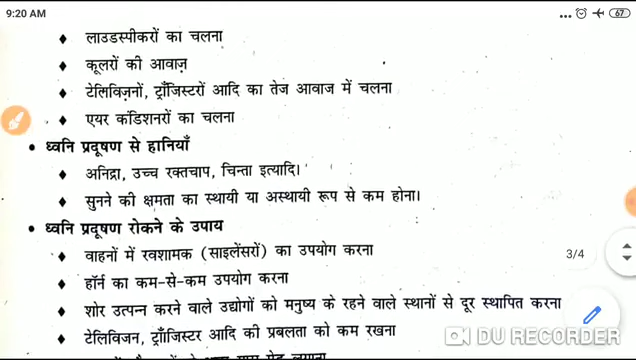 9:20 AM
67
♦ लाउडस्पीकरों का चलना
♦ कूलरों की आवाज़
♦ टेलिविज़नों, ट्राँजिस्टरों आदि का तेज आवाज में चलना
♦ एयर कंडिशनरों का चलना
• ध्वनि प्रदूषण से हानियाँ
♦ अनिद्रा, उच्च रक्तचाप, चिन्ता इत्यादि।
♦ सुनने की क्षमता का स्थायी या अस्थायी रूप से कम होना।
• ध्वनि प्रदूषण रोकने के उपाय
♦ वाहनों में रवशामक (साइलेंसरों) का उपयोग करना
3/4
♦ हॉर्न का कम-से-कम उपयोग करना
♦ शोर उत्पन्न करने वाले उद्योगों को मनुष्य के रहने वाले स्थानों से दूर स्थापित करना
♦ टेलिविजन, ट्राँजिस्टर आदि की प्रबलता को कम रखना
DU RECORDER